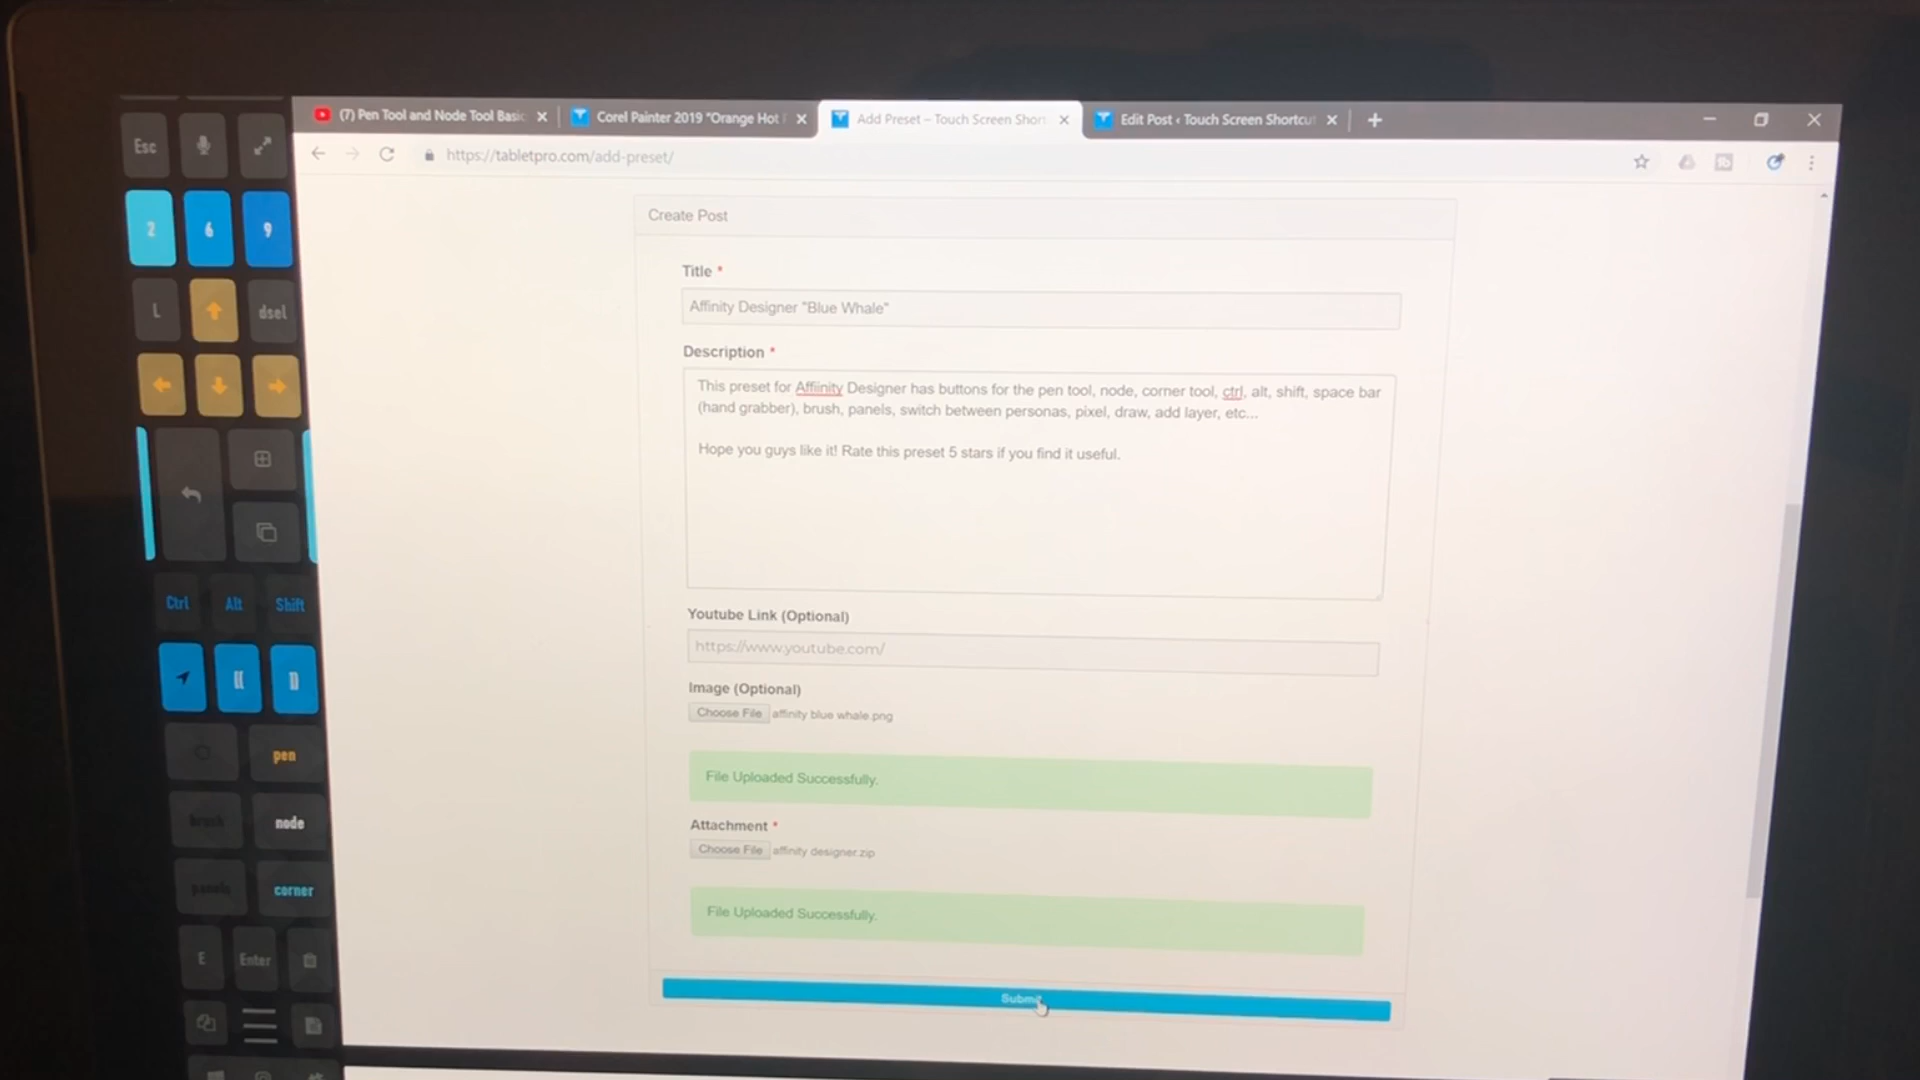 (7) Pen Tool and Node Tool Basic
Corel Painter 2019 "Orange Hot
Add Preset – Touch Screen Short
Edit Post ‹ Touch Screen Shortcut
https://tabletpro.com/add-preset/
Esc
2 6 9
L dsel
Ctrl Alt Shift
pen
brush node
panels corner
E Enter
Create Post
Title *
Affinity Designer "Blue Whale"
Description *
This preset for Affiinity Designer has buttons for the pen tool, node, corner tool, ctrl, alt, shift, space bar
(hand grabber), brush, panels, switch between personas, pixel, draw, add layer, etc...
Hope you guys like it! Rate this preset 5 stars if you find it useful.
Youtube Link (Optional)
https://www.youtube.com/
Image (Optional)
Choose File affinity blue whale.png
File Uploaded Successfully.
Attachment *
Choose File affinity designer.zip
File Uploaded Successfully.
Submit